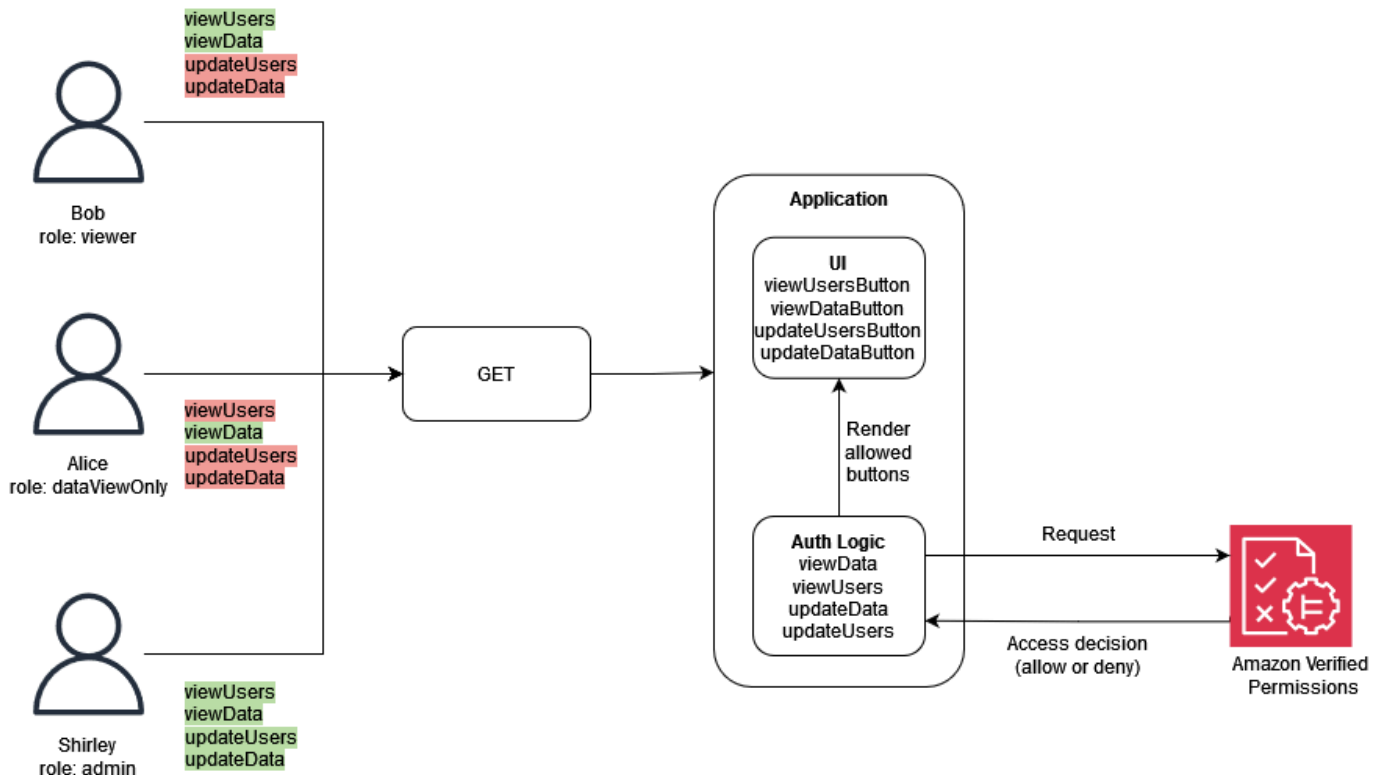 viewUsers
viewData
updateUsers
updateData
Bob
role: viewer
viewUsers
viewData
updateUsers
updateData
Alice
role: dataViewOnly
viewUsers
viewData
updateUsers
updateData
Shirley
role: admin
GET
Application
UI
viewUsersButton
viewDataButton
updateUsersButton
updateDataButton
Render
allowed
buttons
Auth Logic
viewData
viewUsers
updateData
updateUsers
Request
Access decision
(allow or deny)
Amazon Verified
Permissions